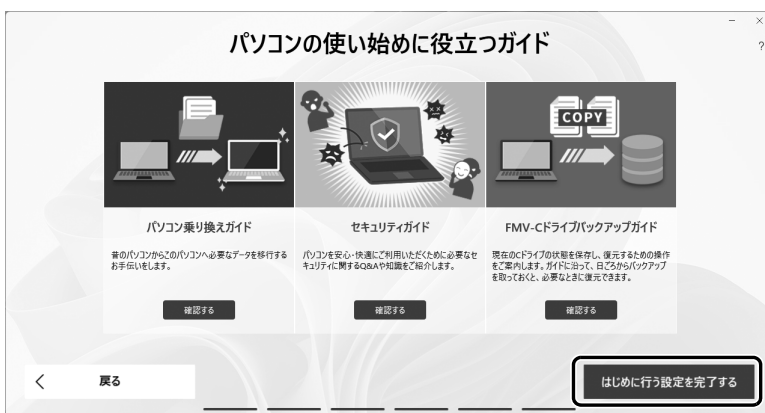 パソコンの使い始めに役立つガイド
?
COPY
パソコン乗り換えガイド
昔のパソコンからこのパソコンへ必要なデータを移行する
お手伝いをします。
確認する
セキュリティガイド
パソコンを安心・快適にご利用いただくために必要なセ
キュリティに関するQ&Aや知識をご紹介します。
確認する
FMV-Cドライブバックアップガイド
現在のCドライブの状態を保存し、復元するための操作
をご案内します。ガイドに沿って、日ごろからバックアップ
を取っておくと、必要なときに復元できます。
確認する
戻る
はじめに行う設定を完了する